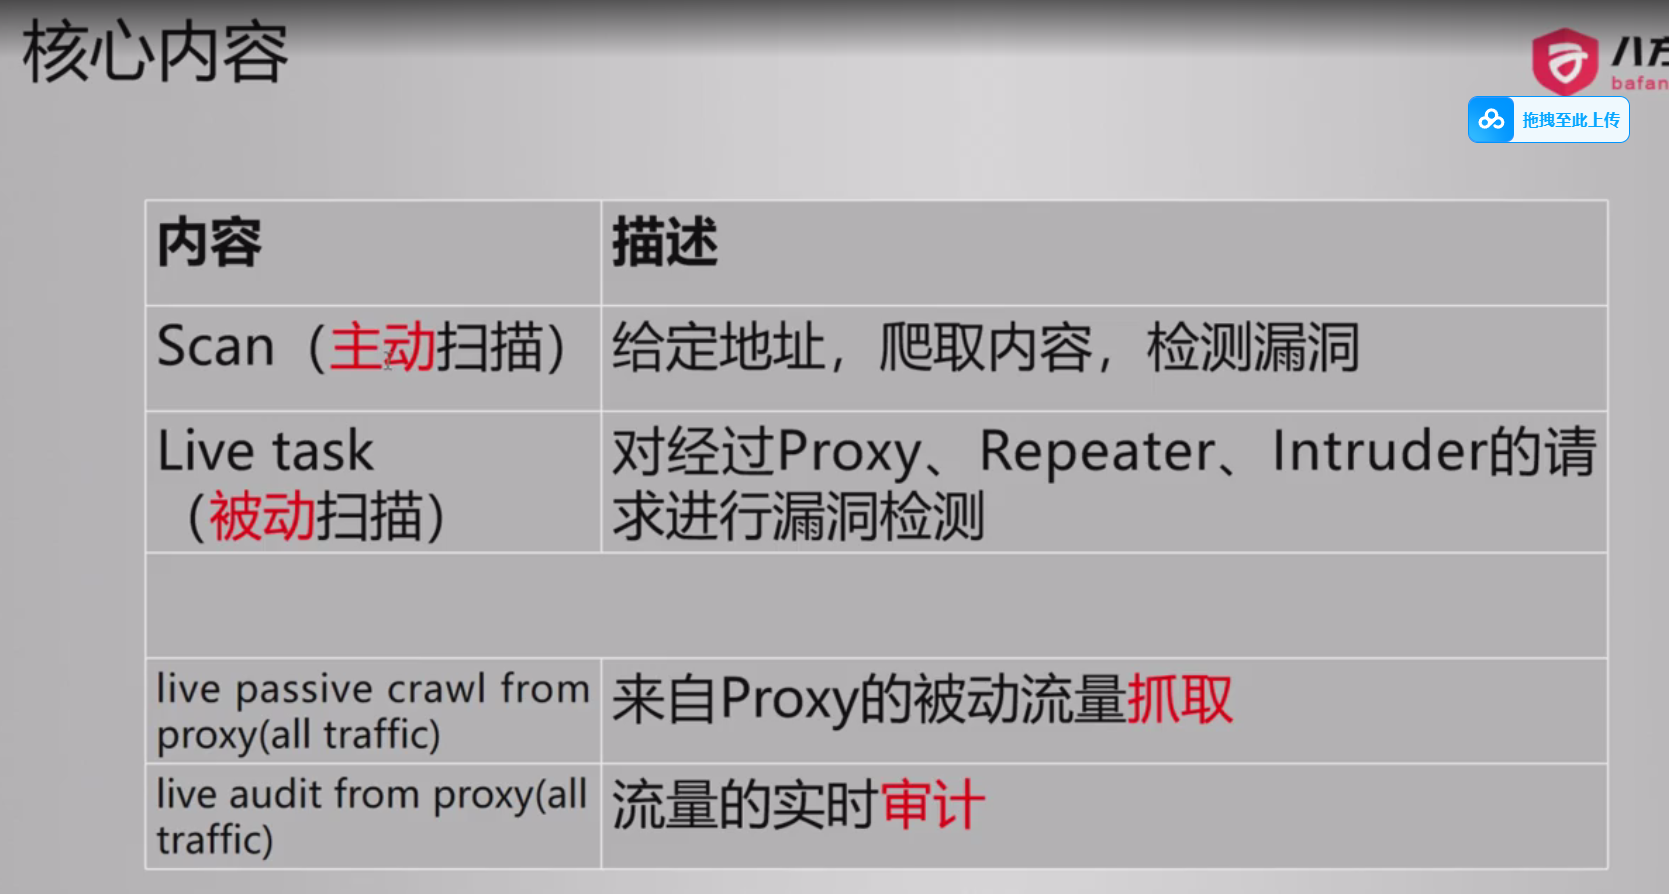 核心内容
八方
bafan
拖拽至此上传
内容
描述
Scan（主动扫描）
给定地址，爬取内容，检测漏洞
Live task
（被动扫描）
对经过Proxy、Repeater、Intruder的请
求进行漏洞检测
live passive crawl from
proxy(all traffic)
来自Proxy的被动流量抓取
live audit from proxy(all
traffic)
流量的实时审计